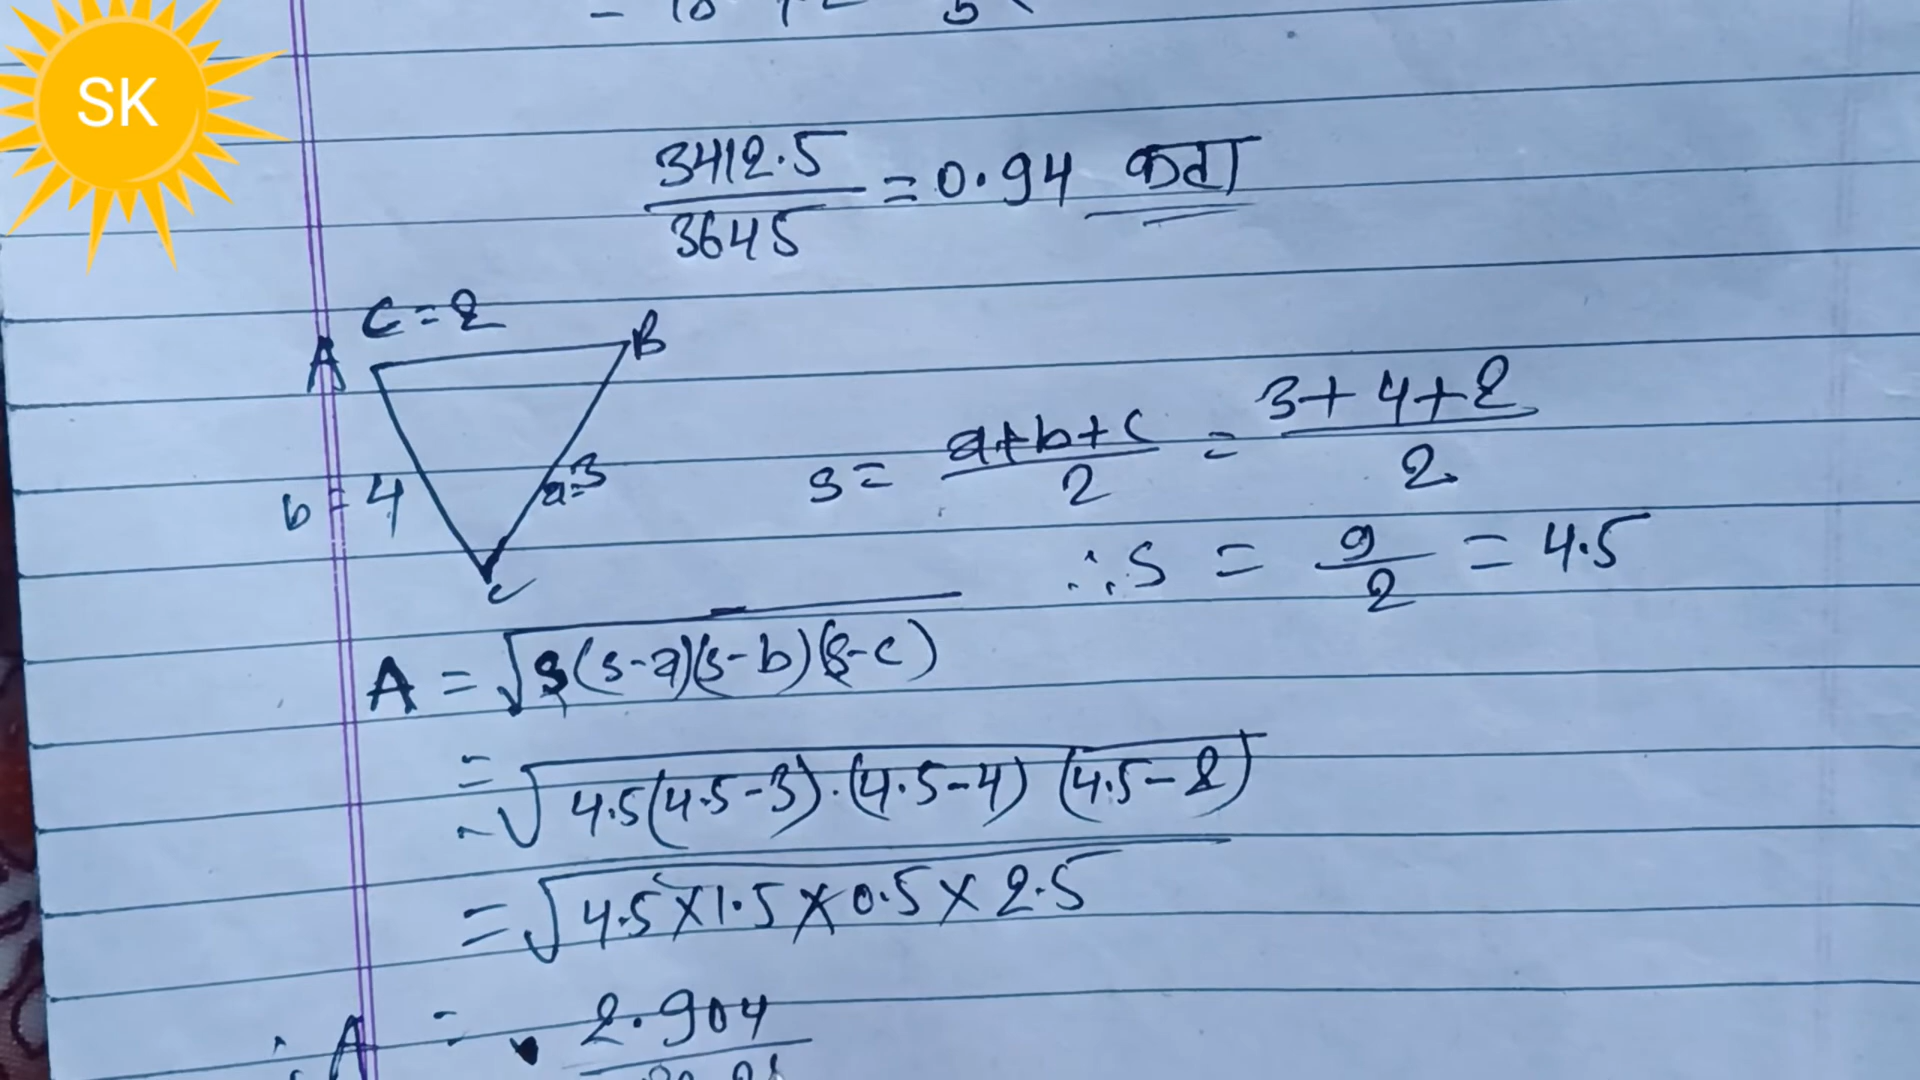 SK
3412.5 / 3645 = 0.94 कठ्ठा
c = 2
A B
b = 4 a=3
C
s = a+b+c / 2 = 3+4+2 / 2
∴ s = 9/2 = 4.5
A = √s(s-a)(s-b)(s-c)
= √4.5(4.5-3).(4.5-4) (4.5-2)
= √4.5×1.5×0.5×2.5
∴ A = 2.904